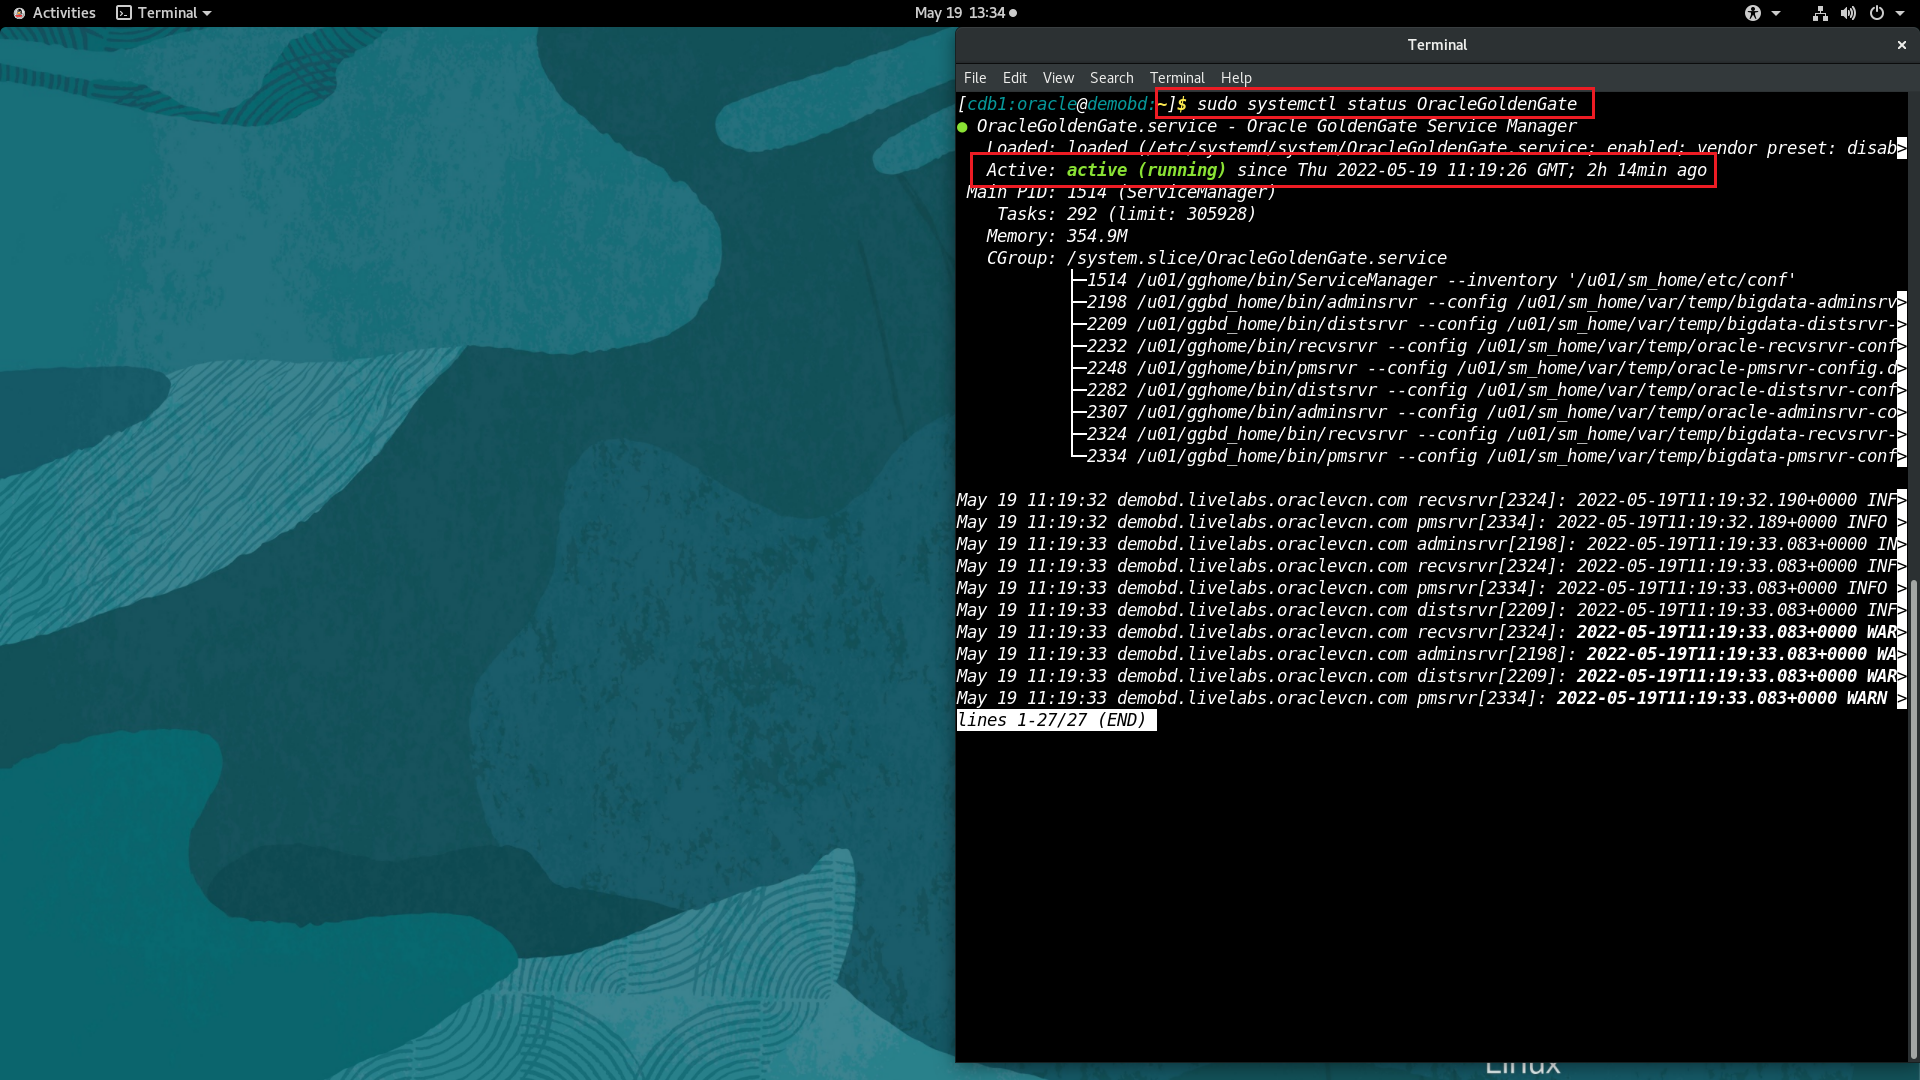 Activities Terminal May 19 13:34
Terminal
File Edit View Search Terminal Help
[cdb1:oracle@demobd:~]$ sudo systemctl status OracleGoldenGate
● OracleGoldenGate.service - Oracle GoldenGate Service Manager
Loaded: loaded (/etc/systemd/system/OracleGoldenGate.service; enabled; vendor preset: disab>
Active: active (running) since Thu 2022-05-19 11:19:26 GMT; 2h 14min ago
Main PID: 1514 (ServiceManager)
Tasks: 292 (limit: 305928)
Memory: 354.9M
CGroup: /system.slice/OracleGoldenGate.service
├─1514 /u01/gghome/bin/ServiceManager --inventory '/u01/sm_home/etc/conf'
├─2198 /u01/ggbd_home/bin/adminsrvr --config /u01/sm_home/var/temp/bigdata-adminsrv>
├─2209 /u01/ggbd_home/bin/distsrvr --config /u01/sm_home/var/temp/bigdata-distsrvr->
├─2232 /u01/gghome/bin/recvsrvr --config /u01/sm_home/var/temp/oracle-recvsrvr-conf>
├─2248 /u01/gghome/bin/pmsrvr --config /u01/sm_home/var/temp/oracle-pmsrvr-config.d>
├─2282 /u01/gghome/bin/distsrvr --config /u01/sm_home/var/temp/oracle-distsrvr-conf>
├─2307 /u01/gghome/bin/adminsrvr --config /u01/sm_home/var/temp/oracle-adminsrvr-co>
├─2324 /u01/ggbd_home/bin/recvsrvr --config /u01/sm_home/var/temp/bigdata-recvsrvr->
└─2334 /u01/ggbd_home/bin/pmsrvr --config /u01/sm_home/var/temp/bigdata-pmsrvr-conf>
May 19 11:19:32 demobd.livelabs.oraclevcn.com recvsrvr[2324]: 2022-05-19T11:19:32.190+0000 INF>
May 19 11:19:32 demobd.livelabs.oraclevcn.com pmsrvr[2334]: 2022-05-19T11:19:32.189+0000 INFO >
May 19 11:19:33 demobd.livelabs.oraclevcn.com adminsrvr[2198]: 2022-05-19T11:19:33.083+0000 IN>
May 19 11:19:33 demobd.livelabs.oraclevcn.com recvsrvr[2324]: 2022-05-19T11:19:33.083+0000 INF>
May 19 11:19:33 demobd.livelabs.oraclevcn.com pmsrvr[2334]: 2022-05-19T11:19:33.083+0000 INFO >
May 19 11:19:33 demobd.livelabs.oraclevcn.com distsrvr[2209]: 2022-05-19T11:19:33.083+0000 INF>
May 19 11:19:33 demobd.livelabs.oraclevcn.com recvsrvr[2324]: 2022-05-19T11:19:33.083+0000 WAR>
May 19 11:19:33 demobd.livelabs.oraclevcn.com adminsrvr[2198]: 2022-05-19T11:19:33.083+0000 WA>
May 19 11:19:33 demobd.livelabs.oraclevcn.com distsrvr[2209]: 2022-05-19T11:19:33.083+0000 WAR>
May 19 11:19:33 demobd.livelabs.oraclevcn.com pmsrvr[2334]: 2022-05-19T11:19:33.083+0000 WARN >
lines 1-27/27 (END)
Linux